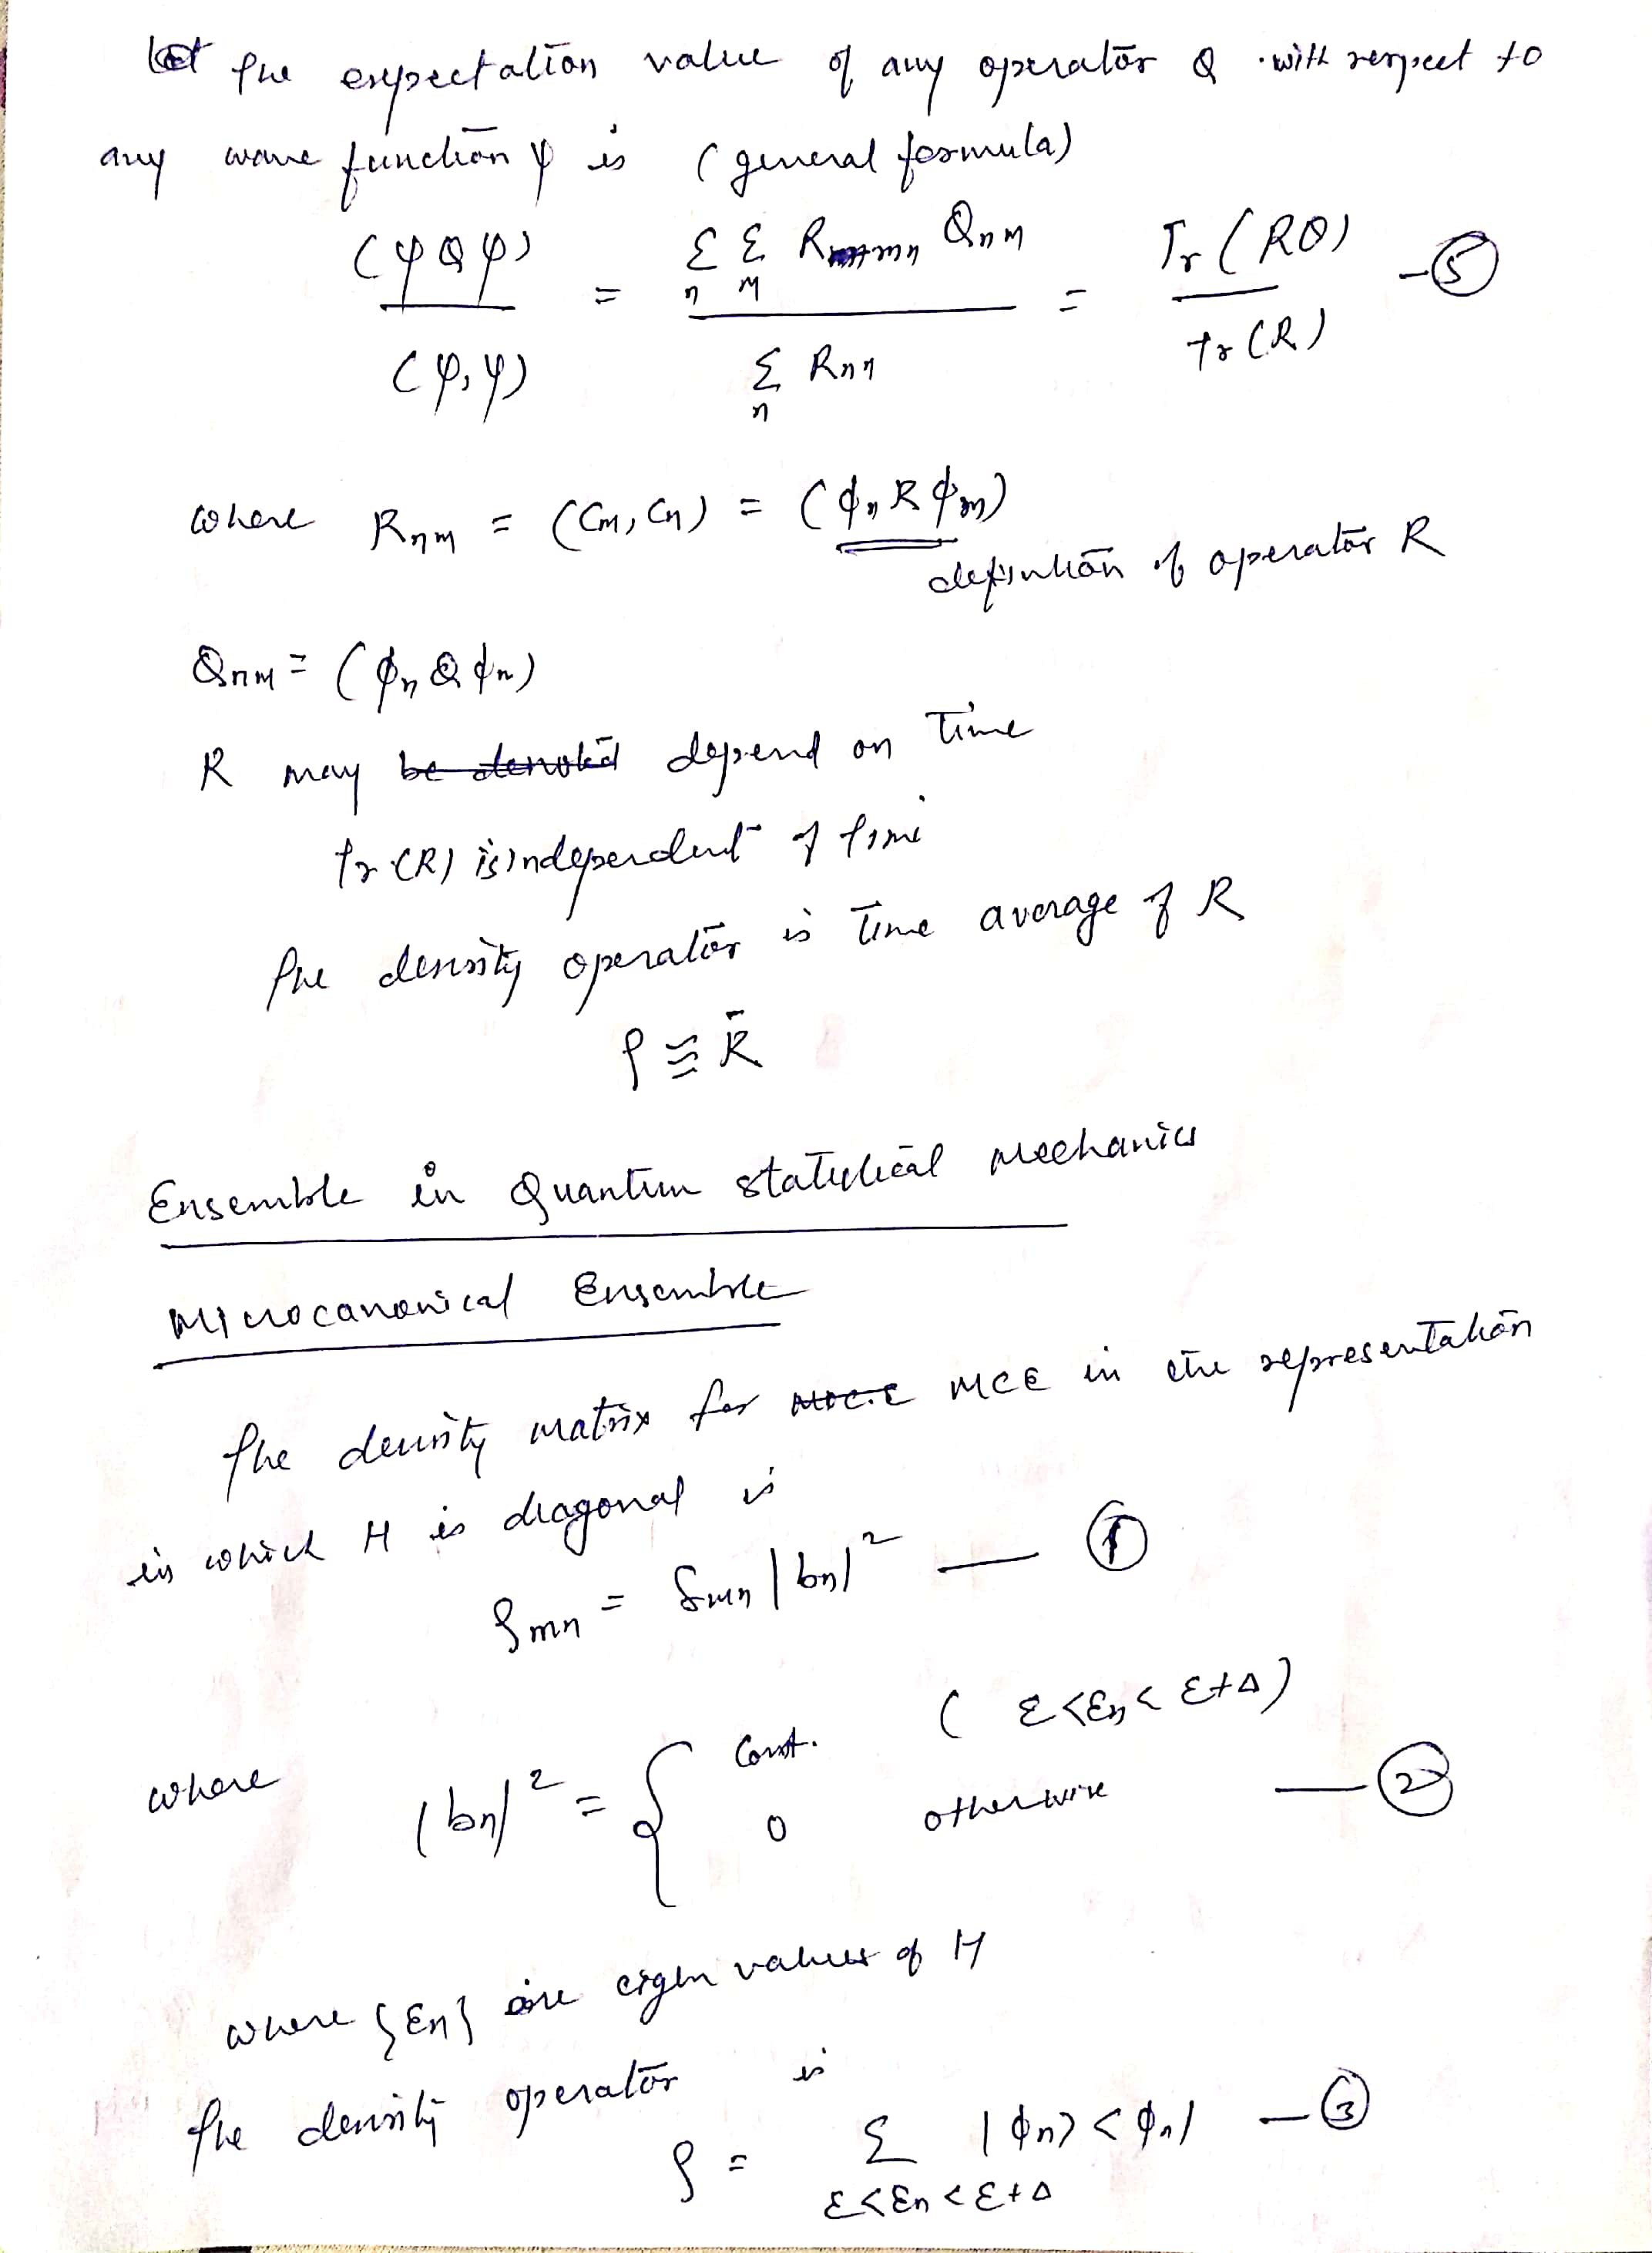 Let the expectation value of any operator Q with respect to
any wave function ψ is (general formula)
(ψ Q ψ) / (ψ, ψ) = Σ_n Σ_m R_mn Q_nm / Σ_n R_nn = Tr (RQ) / tr (R) - (5)
where R_nm = (C_m, C_n) = (ϕ_n R ϕ_m)
definition of operator R
Q_nm = (ϕ_n Q ϕ_m)
R may be denoted depend on Time
tr (R) is independent of time
The density operator is Time average of R
ρ ≡ R̄
Ensemble in Quantum statistical Mechanics
Microcanonical Ensemble
The density matrix for MCE in the representation
in which H is diagonal is
ρ_mn = δ_mn |b_n|² — (1)
where |b_n|² = { Const. (E < E_n < E+Δ)
0 otherwise — (2)
where {E_n} are eigen values of H
The density operator is
ρ = Σ_{E<E_n<E+Δ} |ϕ_n> <ϕ_n| — (3)